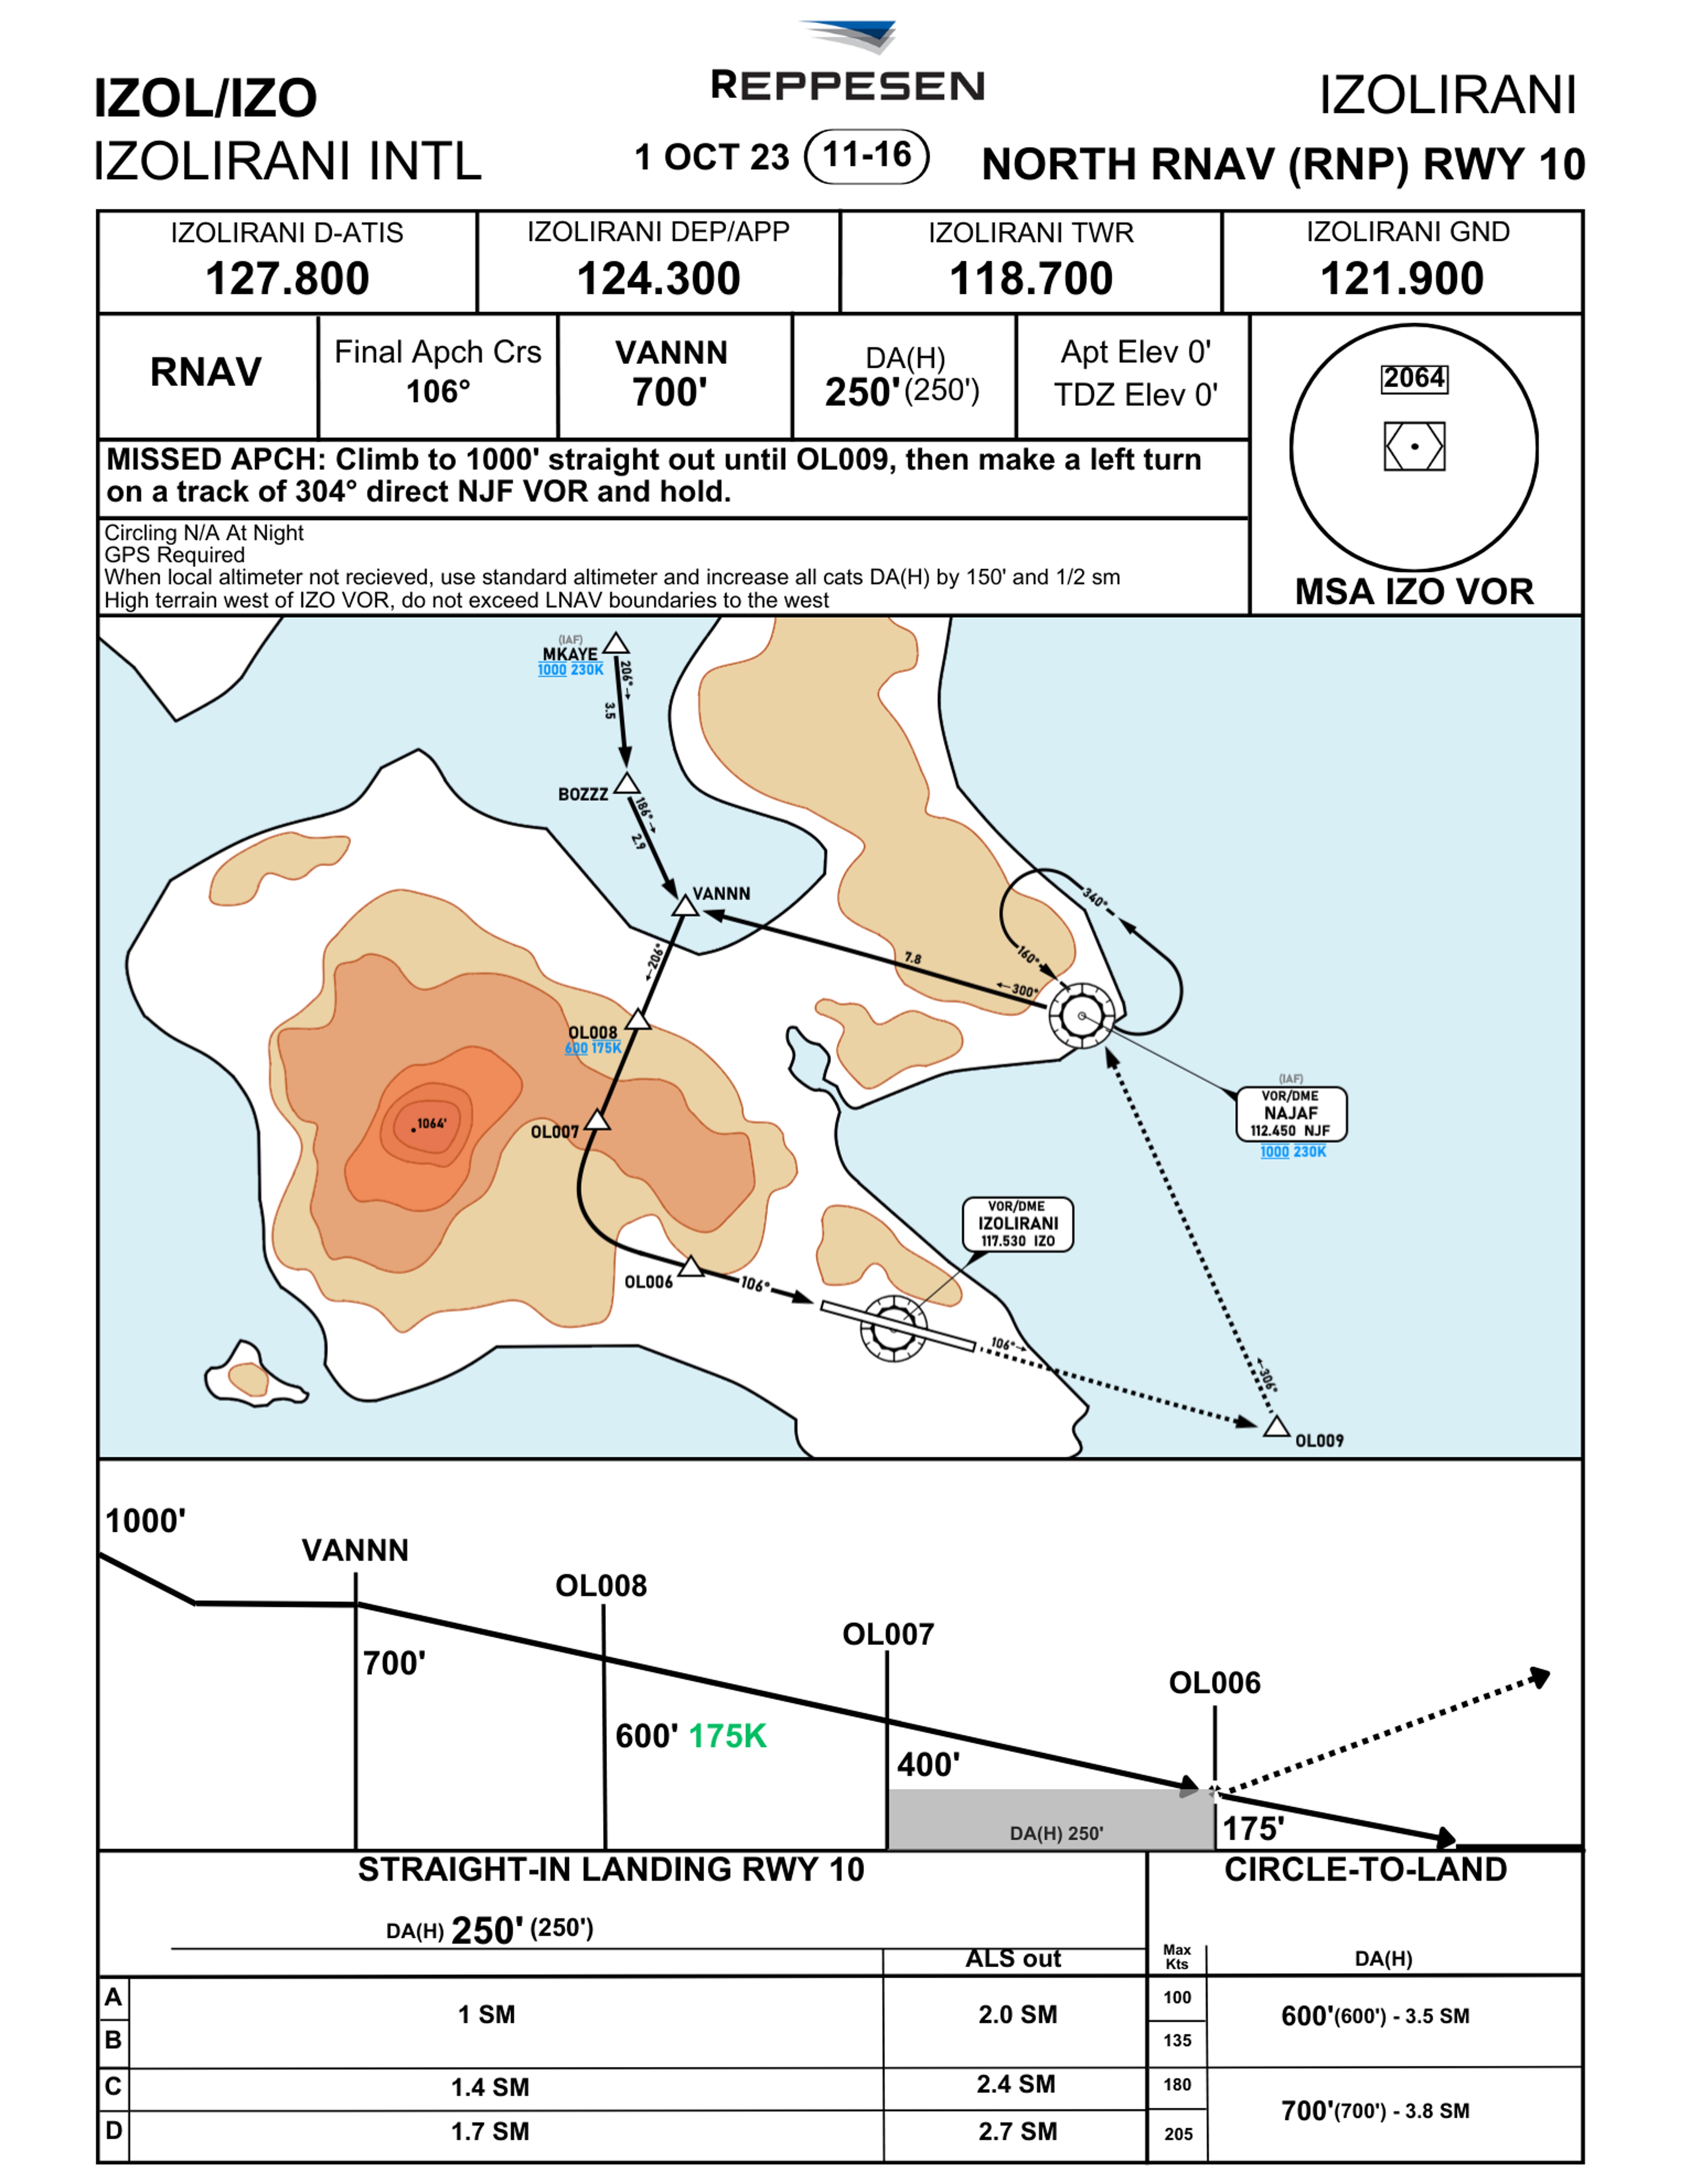 REPPESEN
IZOL/IZO
IZOLIRANI INTL
1 OCT 23 11-16
IZOLIRANI
NORTH RNAV (RNP) RWY 10
IZOLIRANI D-ATIS
127.800
IZOLIRANI DEP/APP
124.300
IZOLIRANI TWR
118.700
IZOLIRANI GND
121.900
RNAV
Final Apch Crs
106°
VANNN
700'
DA(H)
250' (250')
Apt Elev 0'
TDZ Elev 0'
2064
MSA IZO VOR
MISSED APCH: Climb to 1000' straight out until OL009, then make a left turn
on a track of 304° direct NJF VOR and hold.
Circling N/A At Night
GPS Required
When local altimeter not recieved, use standard altimeter and increase all cats DA(H) by 150' and 1/2 sm
High terrain west of IZO VOR, do not exceed LNAV boundaries to the west
(IAF)
MKAYE
1000 230K
206°→
3.5
BOZZZ
186°→
2.9
VANNN
←206°
7.8
←300°
340°
160°
OL008
600 175K
OL007
1064'
(IAF)
VOR/DME
NAJAF
112.450 NJF
1000 230K
VOR/DME
IZOLIRANI
117.530 IZO
OL006
106°
106°→
←306°
OL009
1000'
VANNN
700'
OL008
600' 175K
OL007
400'
OL006
DA(H) 250'
175'
STRAIGHT-IN LANDING RWY 10
CIRCLE-TO-LAND
DA(H) 250' (250')
ALS out
Max
Kts
DA(H)
A
B
1 SM
2.0 SM
100
135
600'(600') - 3.5 SM
C
1.4 SM
2.4 SM
180
D
1.7 SM
2.7 SM
205
700'(700') - 3.8 SM